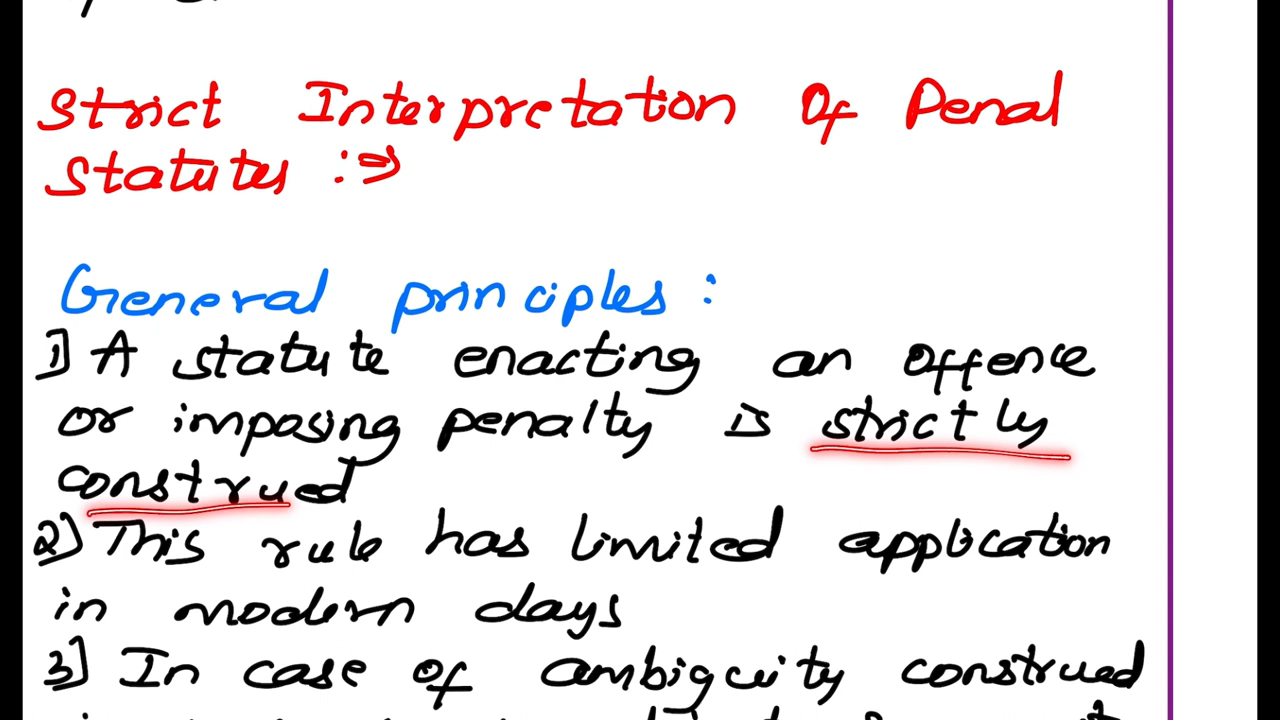 Strict Interpretation Of Penal
Statutes :⇒
General principles :
1) A statute enacting an offence
or imposing penalty is strictly
construed
2) This rule has limited application
in modern days
3) In case of ambiguity construed